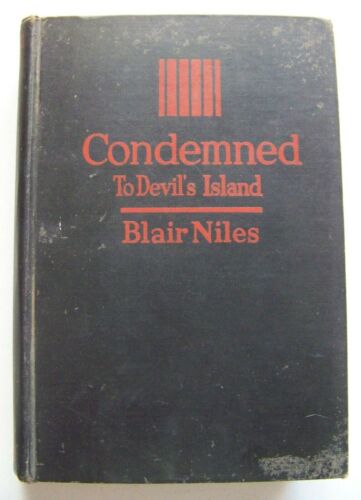 Condemned
To Devil's Island
Blair Niles